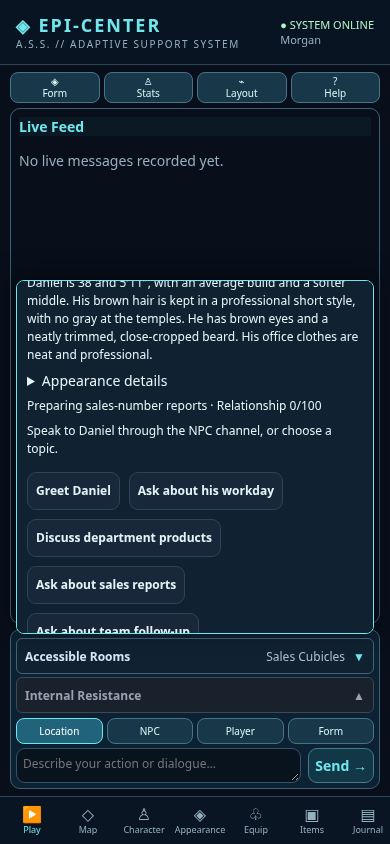 ◈ EPI-CENTER
A.S.S. // ADAPTIVE SUPPORT SYSTEM
● SYSTEM ONLINE
Morgan
◈
Form
♙
Stats
⌁
Layout
?
Help
Live Feed
No live messages recorded yet.
Daniel is 38 and 5'11", with an average build and a softer
middle. His brown hair is kept in a professional short style,
with no gray at the temples. He has brown eyes and a
neatly trimmed, close-cropped beard. His office clothes are
neat and professional.
▶ Appearance details
Preparing sales-number reports · Relationship 0/100
Speak to Daniel through the NPC channel, or choose a
topic.
Greet Daniel
Ask about his workday
Discuss department products
Ask about sales reports
Ask about team follow-up
Accessible Rooms
Sales Cubicles ▼
Internal Resistance ▲
Location
NPC
Player
Form
Describe your action or dialogue...
Send →
Play
Map
Character
Appearance
Equip
Items
Journal